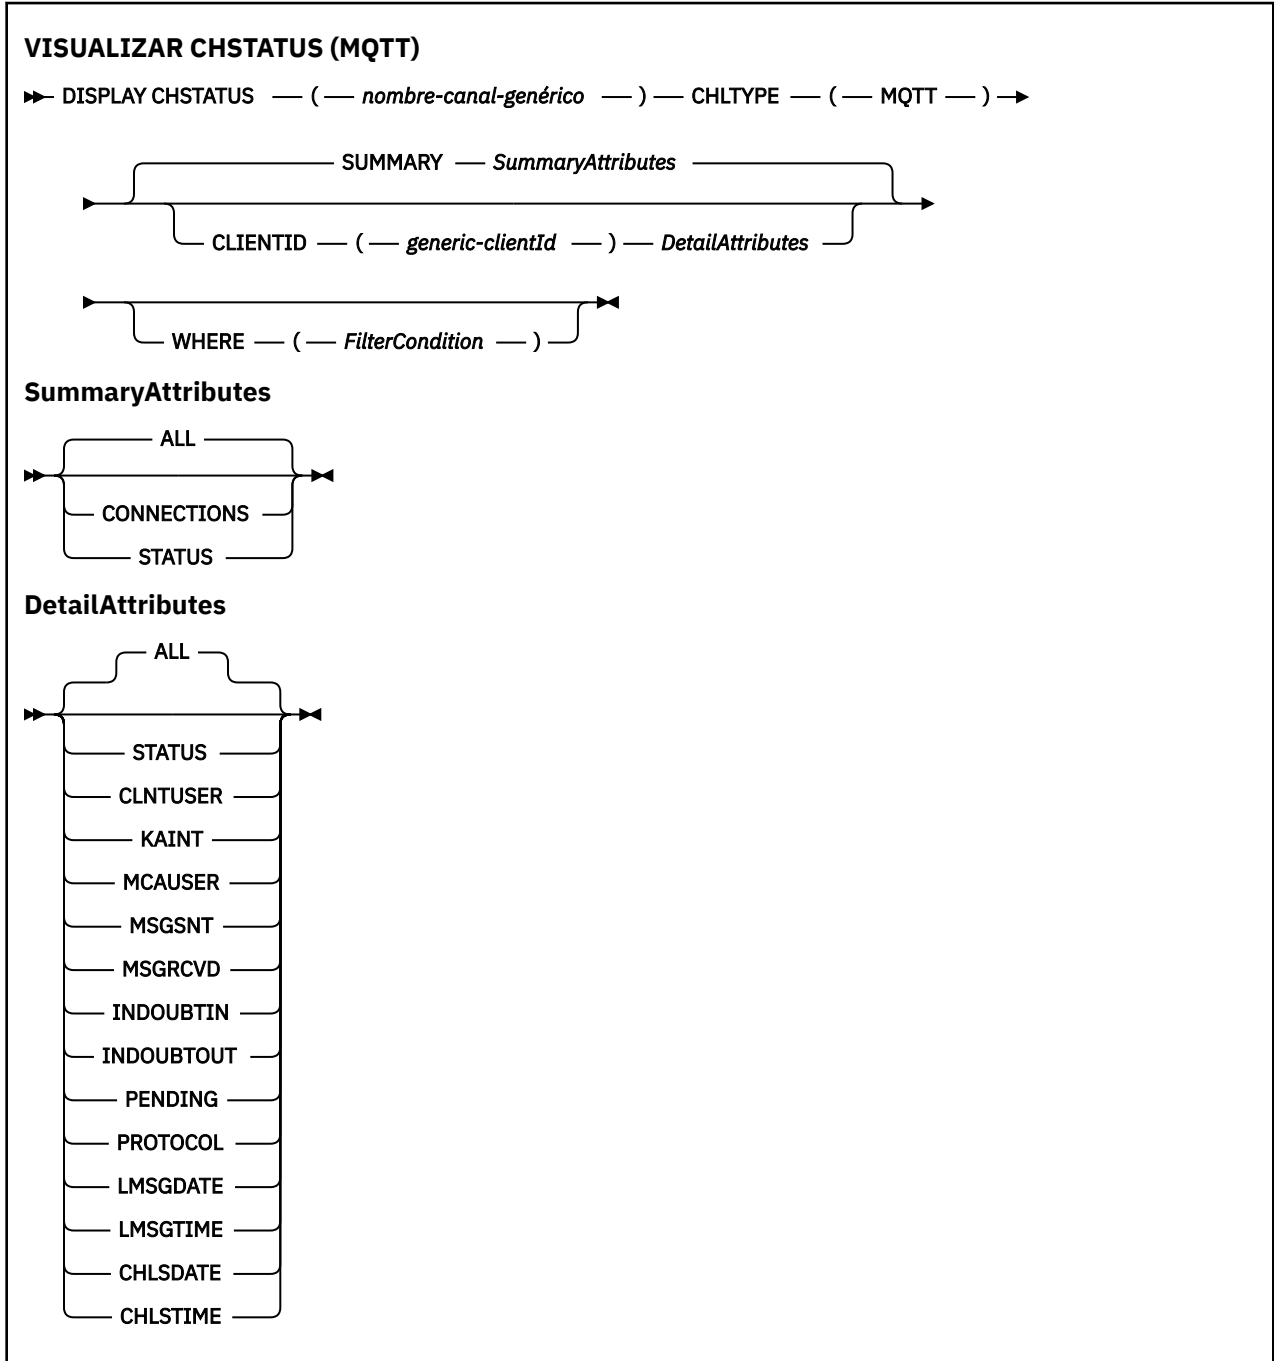 VISUALIZAR CHSTATUS (MQTT)
DISPLAY CHSTATUS ( nombre-canal-genérico ) CHLTYPE ( MQTT )
SUMMARY SummaryAttributes
CLIENTID ( generic-clientId ) DetailAttributes
WHERE ( FilterCondition )
SummaryAttributes
ALL
CONNECTIONS
STATUS
DetailAttributes
ALL
STATUS
CLNTUSER
KAINT
MCAUSER
MSGSNT
MSGRCVD
INDOUBTIN
INDOUBTOUT
PENDING
PROTOCOL
LMSGDATE
LMSGTIME
CHLSDATE
CHLSTIME